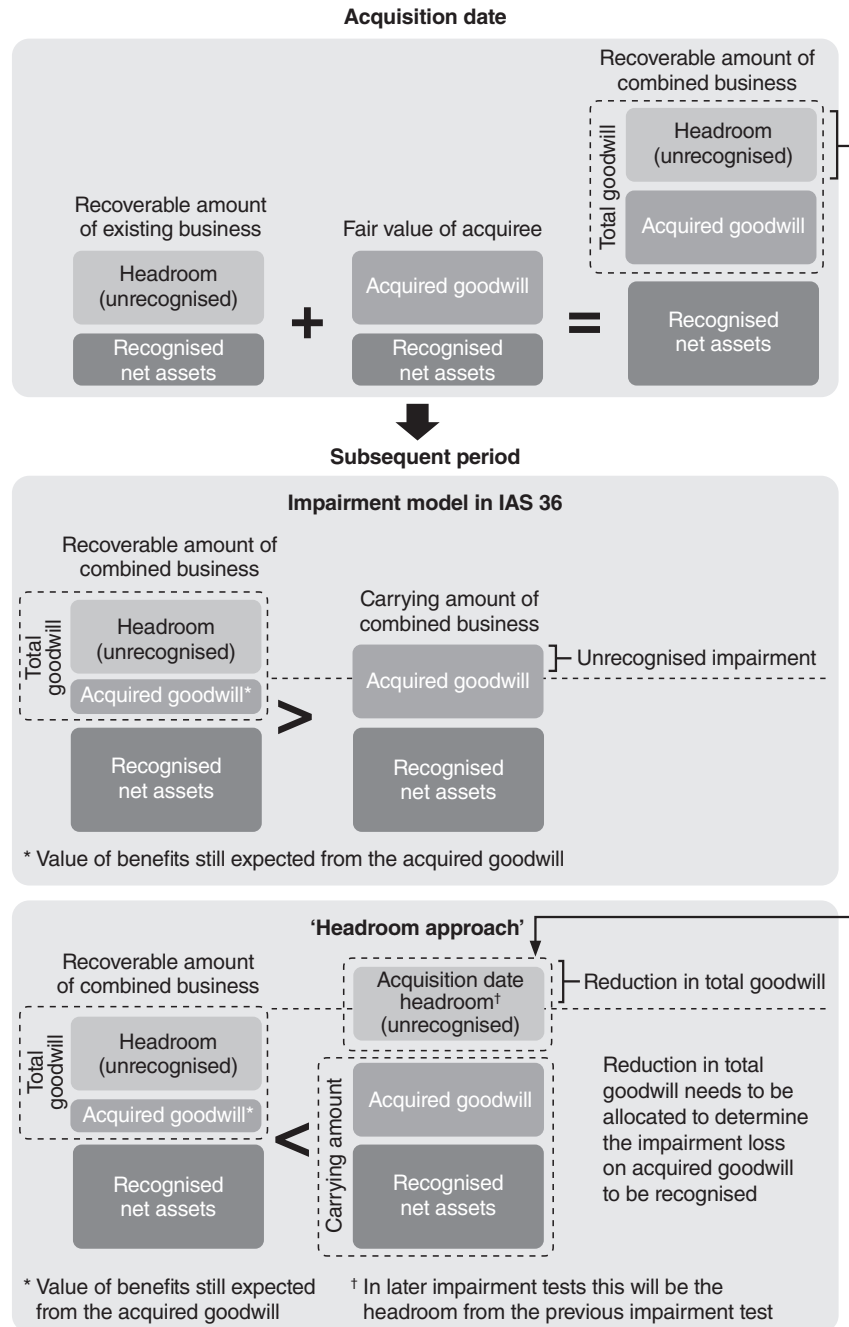 Acquisition date
Recoverable amount of
combined business
Total goodwill
Headroom
(unrecognised)
Acquired goodwill
Recognised
net assets
Recoverable amount
of existing business
Headroom
(unrecognised)
Recognised
net assets
+
Fair value of acquiree
Acquired goodwill
Recognised
net assets
=
Subsequent period
Impairment model in IAS 36
Recoverable amount of
combined business
Total
goodwill
Headroom
(unrecognised)
Acquired goodwill*
Recognised
net assets
>
Carrying amount of
combined business
Acquired goodwill
Recognised
net assets
Unrecognised impairment
* Value of benefits still expected from the acquired goodwill
‘Headroom approach’
Recoverable amount
of combined business
Total
goodwill
Headroom
(unrecognised)
Acquired goodwill*
Recognised
net assets
<
Acquisition date
headroom†
(unrecognised)
Carrying amount
Acquired goodwill
Recognised
net assets
Reduction in total goodwill
Reduction in total
goodwill needs to be
allocated to determine
the impairment loss
on acquired goodwill
to be recognised
* Value of benefits still expected
from the acquired goodwill
† In later impairment tests this will be the
headroom from the previous impairment test